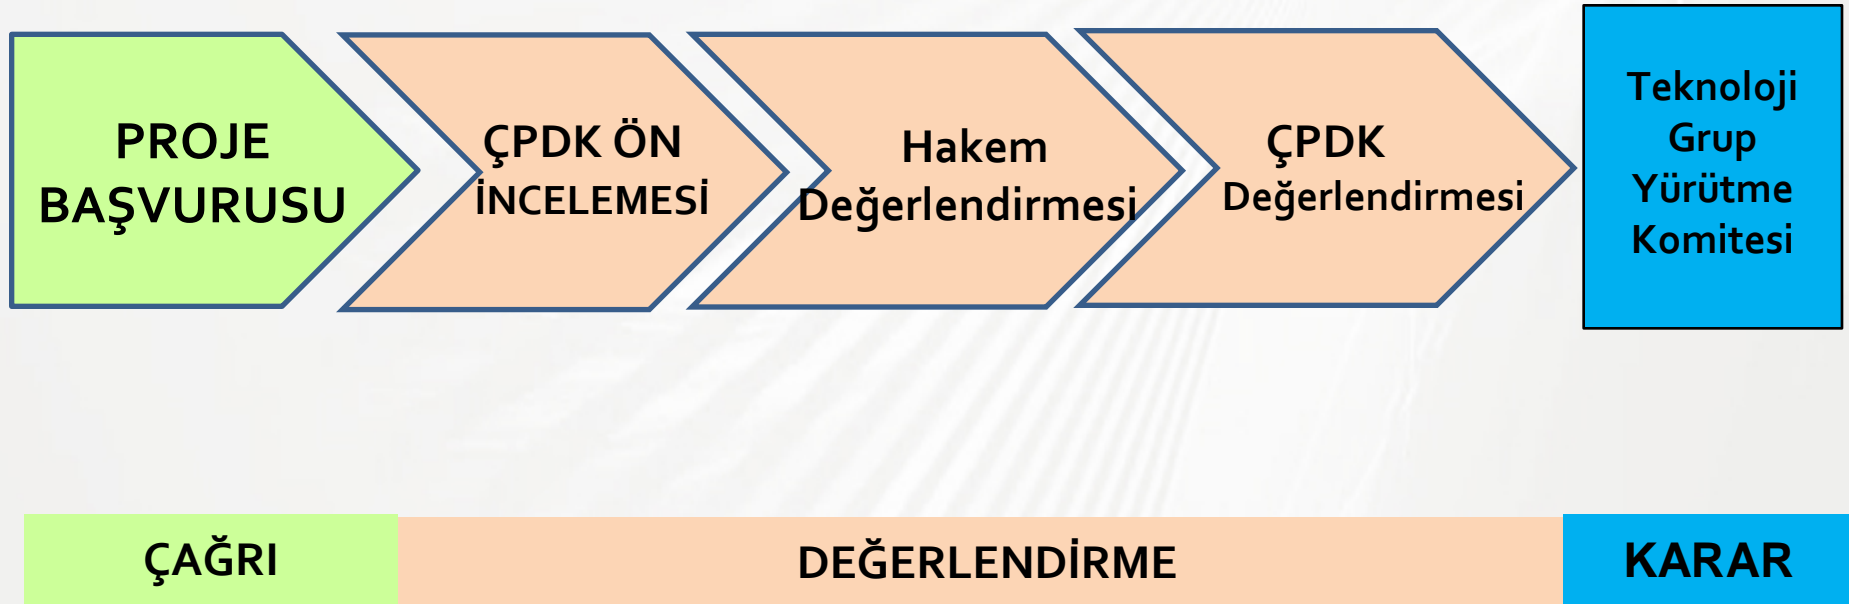 PROJE
BAŞVURUSU
ÇPDK ÖN
İNCELEMESİ
Hakem
Değerlendirmesi
ÇPDK
Değerlendirmesi
Teknoloji
Grup
Yürütme
Komitesi
ÇAĞRI
DEĞERLENDİRME
KARAR